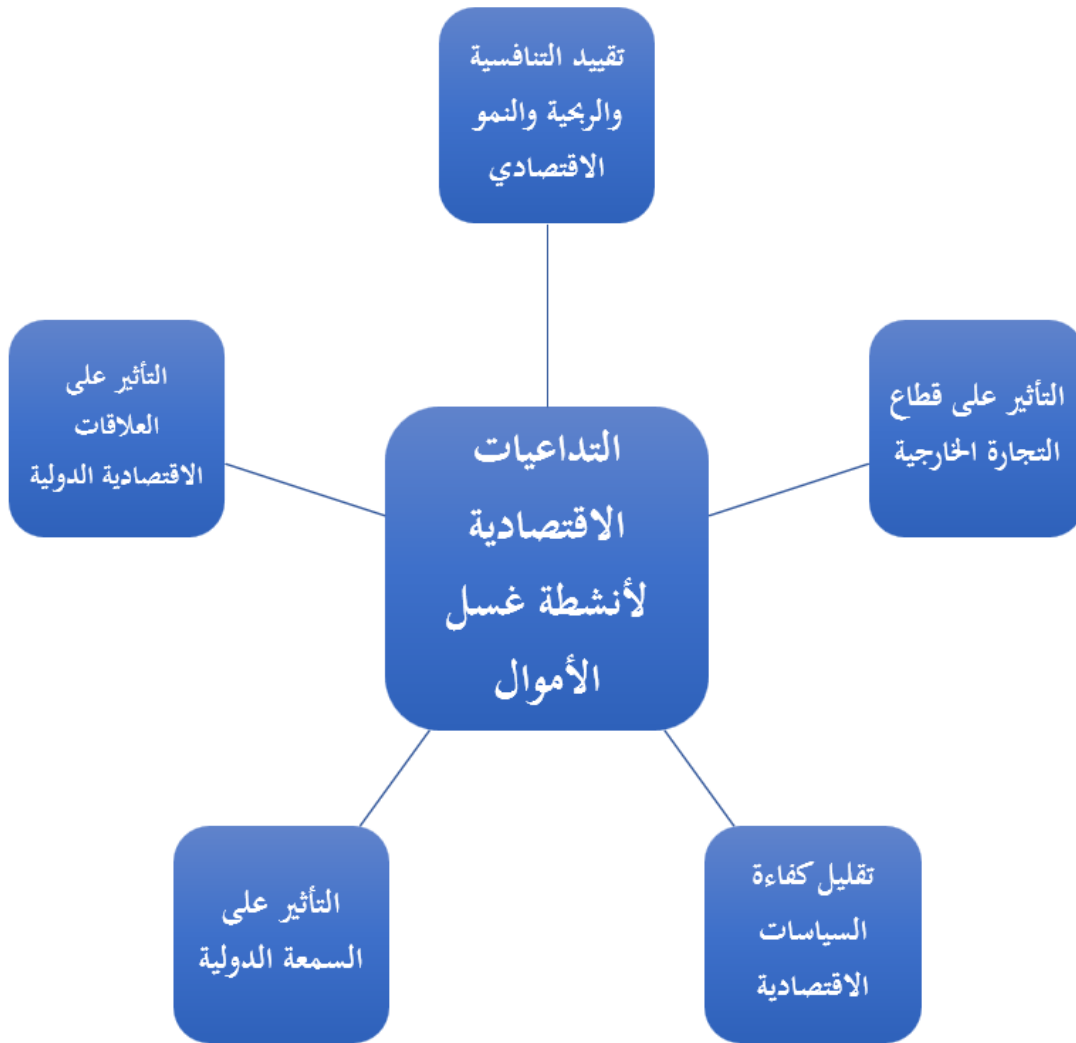 تقييد التنافسية
والربحية والنمو
الاقتصادي
التأثير على قطاع
التجارة الخارجية
التأثير على
العلاقات
الاقتصادية الدولية
التداعيات
الاقتصادية
لأنشطة غسل
الأموال
تقليل كفاءة
السياسات
الاقتصادية
التأثير على
السمعة الدولية